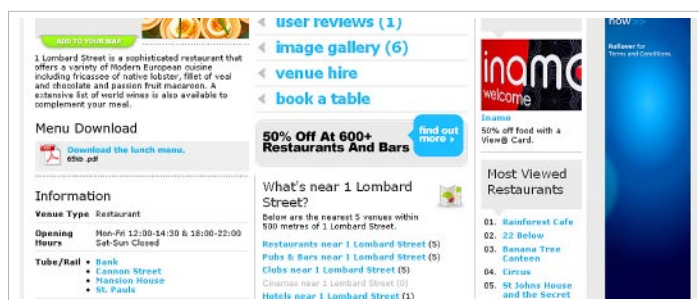 ADD TO YOUR MAP
1 Lombard Street is a sophisticated restaurant that
offers a variety of Modern European cuisine
including fricassee of native lobster, fillet of veal
and chocolate and passion fruit macaroon. A
extensive list of world wines is also available to
complement your meal.
Menu Download
Download the lunch menu.
65kb .pdf
Information
Venue Type Restaurant
Opening Hours Mon-Fri 12:00-14:30 & 18:00-22:00
Sat-Sun Closed
Tube/Rail • Bank
• Cannon Street
• Mansion House
• St. Pauls
user reviews (1)
image gallery (6)
venue hire
book a table
50% Off At 600+
Restaurants And Bars
find out
more ›
What's near 1 Lombard
Street?
Below are the nearest 5 venues within
500 metres of 1 Lombard Street.
Restaurants near 1 Lombard Street (5)
Pubs & Bars near 1 Lombard Street (5)
Clubs near 1 Lombard Street (5)
Cinemas near 1 Lombard Street (0)
Hotels near 1 Lombard Street (1)
inamo
welcome
Inamo
50% off food with a
View® Card.
Most Viewed
Restaurants
01. Rainforest Cafe
02. 22 Below
03. Banana Tree
Canteen
04. Circus
05. St Johns House
and the Secret
now >>
Rollover for
Terms and Conditions